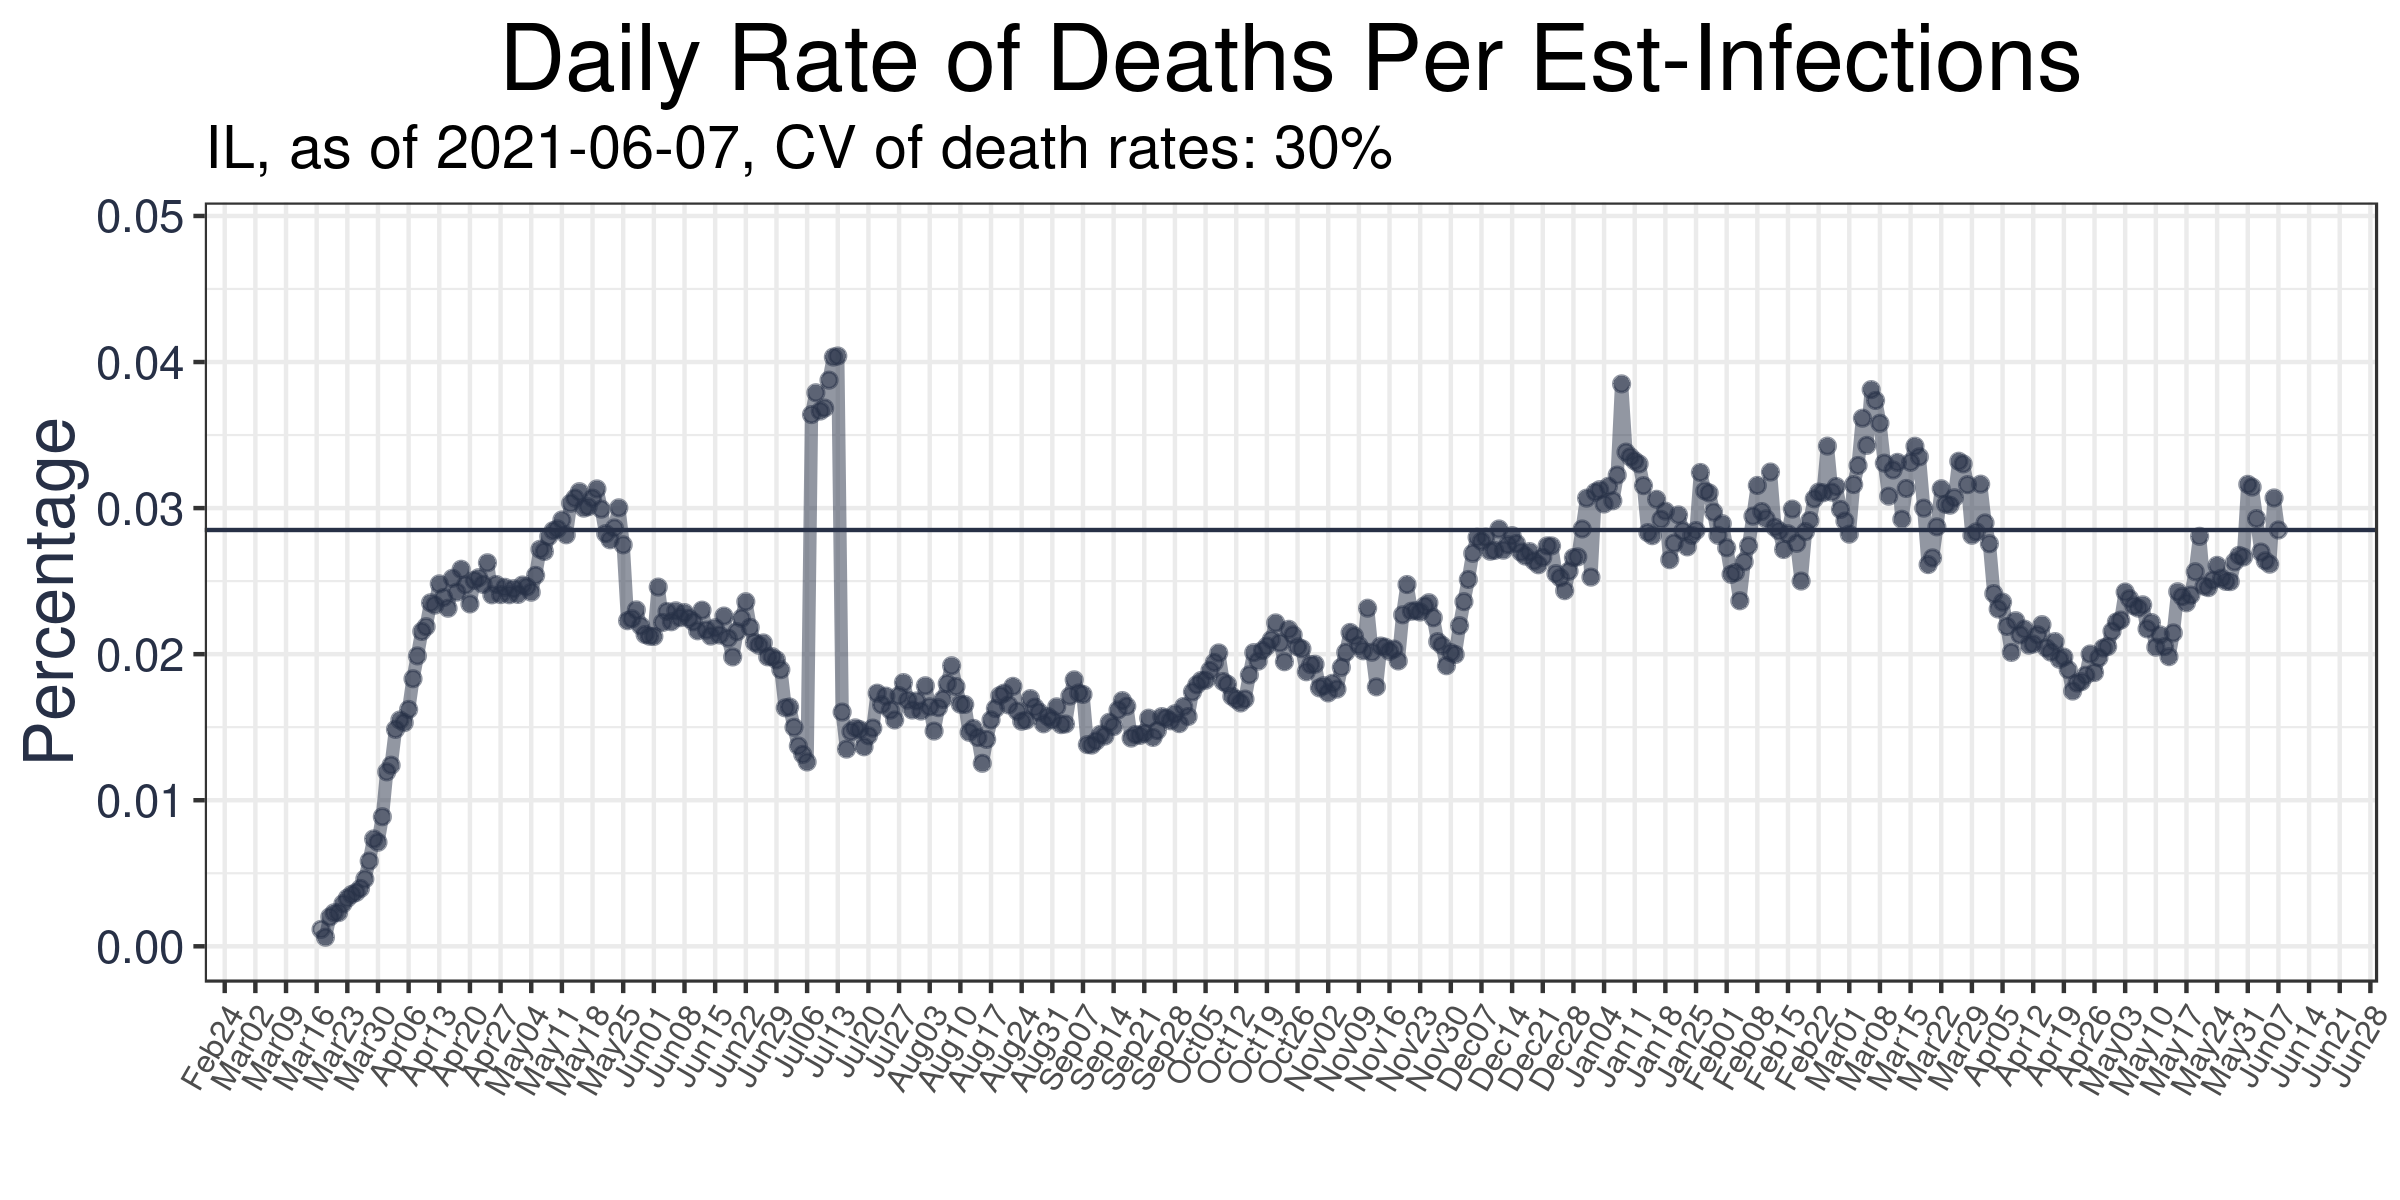 Daily Rate of Deaths Per Est-Infections
IL, as of 2021-06-07, CV of death rates: 30%
Percentage
0.05
0.04
0.03
0.02
0.01
0.00
Feb24
Mar02
Mar09
Mar16
Mar23
Mar30
Apr06
Apr13
Apr20
Apr27
May04
May11
May18
May25
Jun01
Jun08
Jun15
Jun22
Jun29
Jul06
Jul13
Jul20
Jul27
Aug03
Aug10
Aug17
Aug24
Aug31
Sep07
Sep14
Sep21
Sep28
Oct05
Oct12
Oct19
Oct26
Nov02
Nov09
Nov16
Nov23
Nov30
Dec07
Dec14
Dec21
Dec28
Jan04
Jan11
Jan18
Jan25
Feb01
Feb08
Feb15
Feb22
Mar01
Mar08
Mar15
Mar22
Mar29
Apr05
Apr12
Apr19
Apr26
May03
May10
May17
May24
May31
Jun07
Jun14
Jun21
Jun28